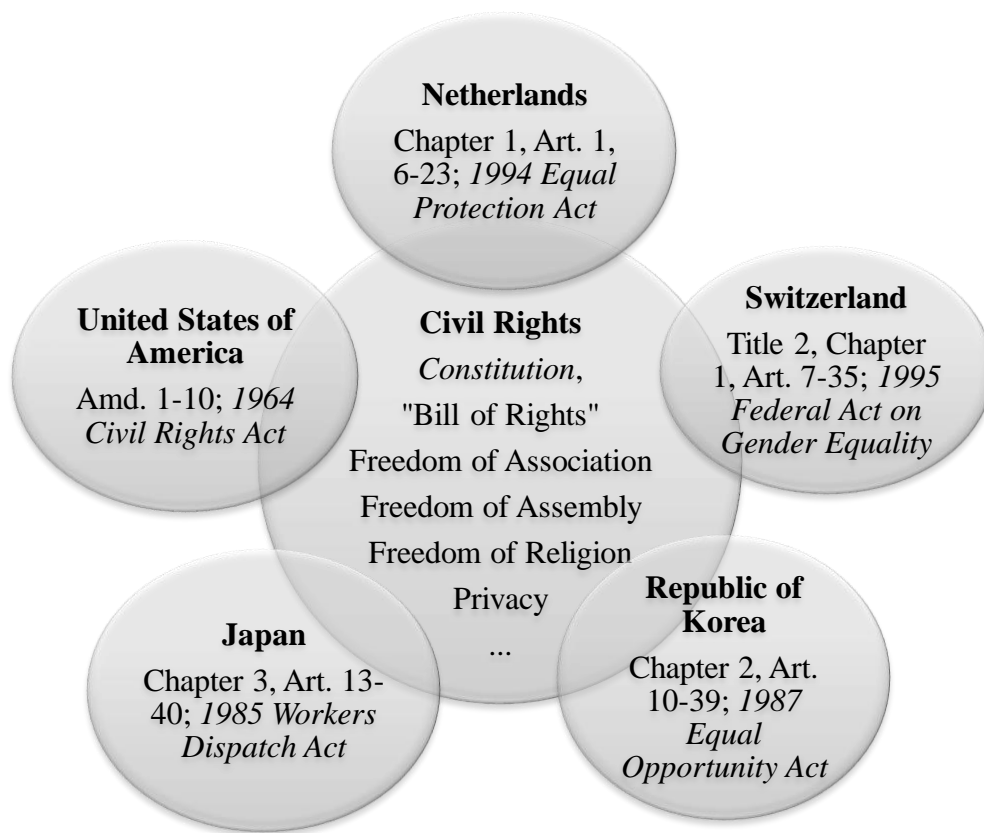 Netherlands
Chapter 1, Art. 1,
6-23; 1994 Equal
Protection Act
United States of
America
Amd. 1-10; 1964
Civil Rights Act
Civil Rights
Constitution,
"Bill of Rights"
Freedom of Association
Freedom of Assembly
Freedom of Religion
Privacy
...
Switzerland
Title 2, Chapter
1, Art. 7-35; 1995
Federal Act on
Gender Equality
Japan
Chapter 3, Art. 13-
40; 1985 Workers
Dispatch Act
Republic of
Korea
Chapter 2, Art.
10-39; 1987
Equal
Opportunity Act